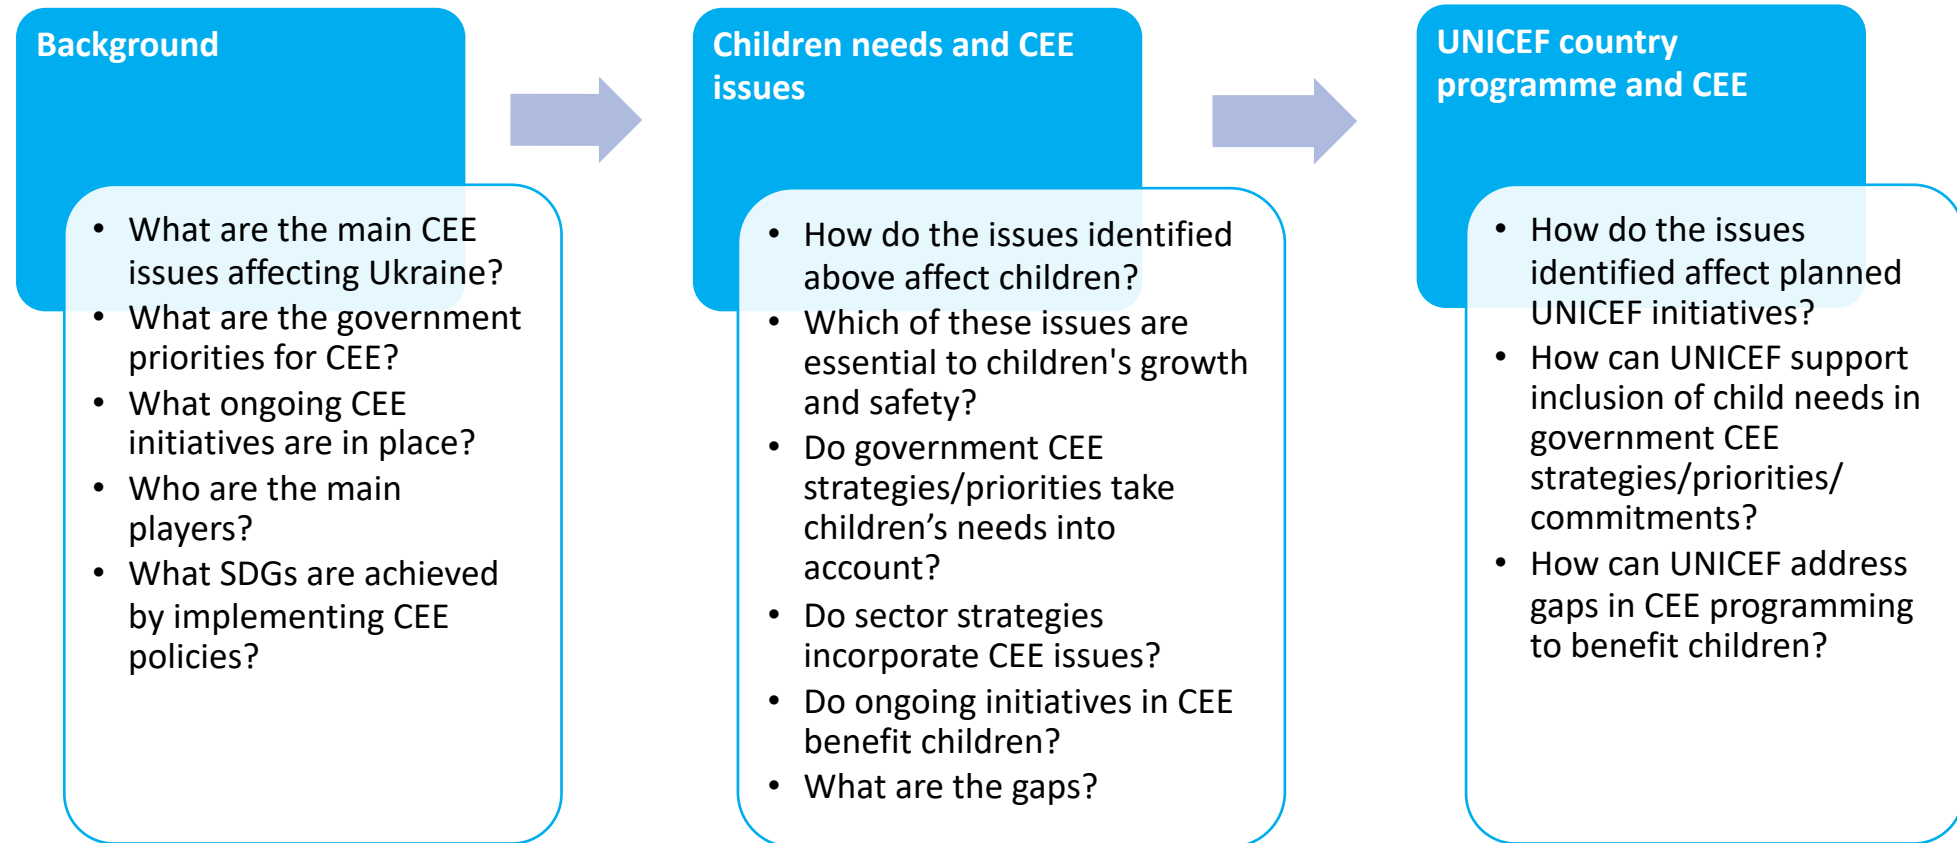 Background
• What are the main CEE
issues affecting Ukraine?
• What are the government
priorities for CEE?
• What ongoing CEE
initiatives are in place?
• Who are the main
players?
• What SDGs are achieved
by implementing CEE
policies?
Children needs and CEE
issues
• How do the issues identified
above affect children?
• Which of these issues are
essential to children's growth
and safety?
• Do government CEE
strategies/priorities take
children’s needs into
account?
• Do sector strategies
incorporate CEE issues?
• Do ongoing initiatives in CEE
benefit children?
• What are the gaps?
UNICEF country
programme and CEE
• How do the issues
identified affect planned
UNICEF initiatives?
• How can UNICEF support
inclusion of child needs in
government CEE
strategies/priorities/
commitments?
• How can UNICEF address
gaps in CEE programming
to benefit children?